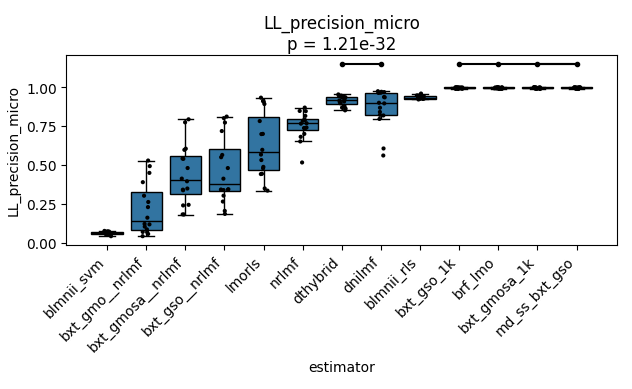 LL_precision_micro
p = 1.21e-32
LL_precision_micro
1.00
0.75
0.50
0.25
0.00
blmnii_svm
bxt_gmo__nrlmf
bxt_gmosa__nrlmf
bxt_gso__nrlmf
lmorls
nrlmf
dthybrid
dnilmf
blmnii_rls
bxt_gso_1k
brf_lmo
bxt_gmosa_1k
md_ss_bxt_gso
estimator